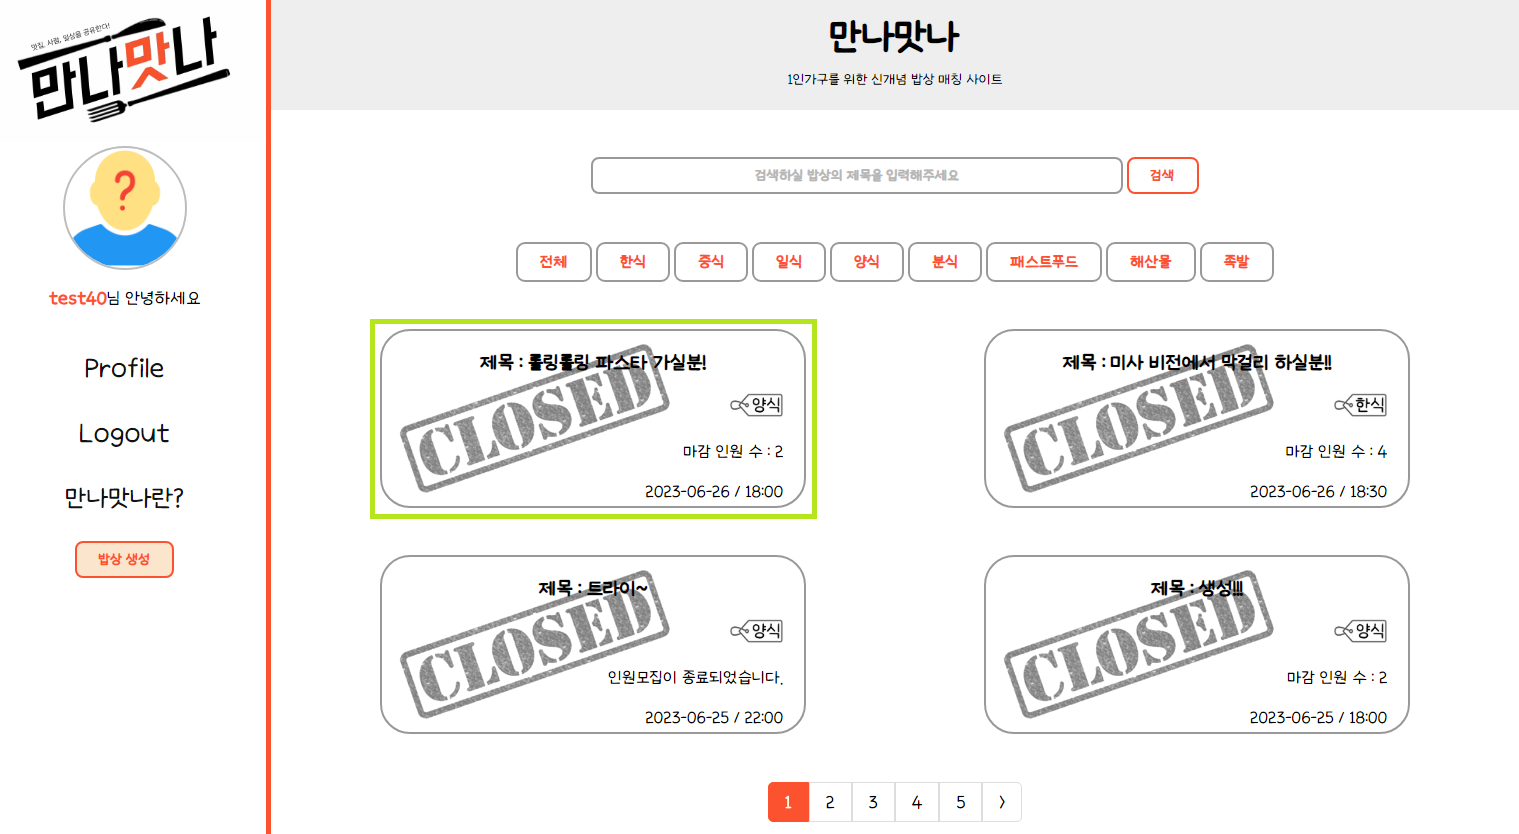 맛집, 사람, 일상을 공유한다!
만나맛나
?
test40님 안녕하세요
Profile
Logout
만나맛나란?
밥상 생성
만나맛나
1인가구를 위한 신개념 밥상 매칭 사이트
검색하실 밥상의 제목을 입력해주세요 검색
전체 한식 중식 일식 양식 분식 패스트푸드 해산물 족발
제목 : 롤링롤링 파스타 가실분!
CLOSED
양식
마감 인원 수 : 2
2023-06-26 / 18:00
제목 : 미사 비전에서 막걸리 하실분!!
CLOSED
한식
마감 인원 수 : 4
2023-06-26 / 18:30
제목 : 트라이~
CLOSED
양식
인원모집이 종료되었습니다.
2023-06-25 / 22:00
제목 : 생성!!!
CLOSED
양식
마감 인원 수 : 2
2023-06-25 / 18:00
1 2 3 4 5 >